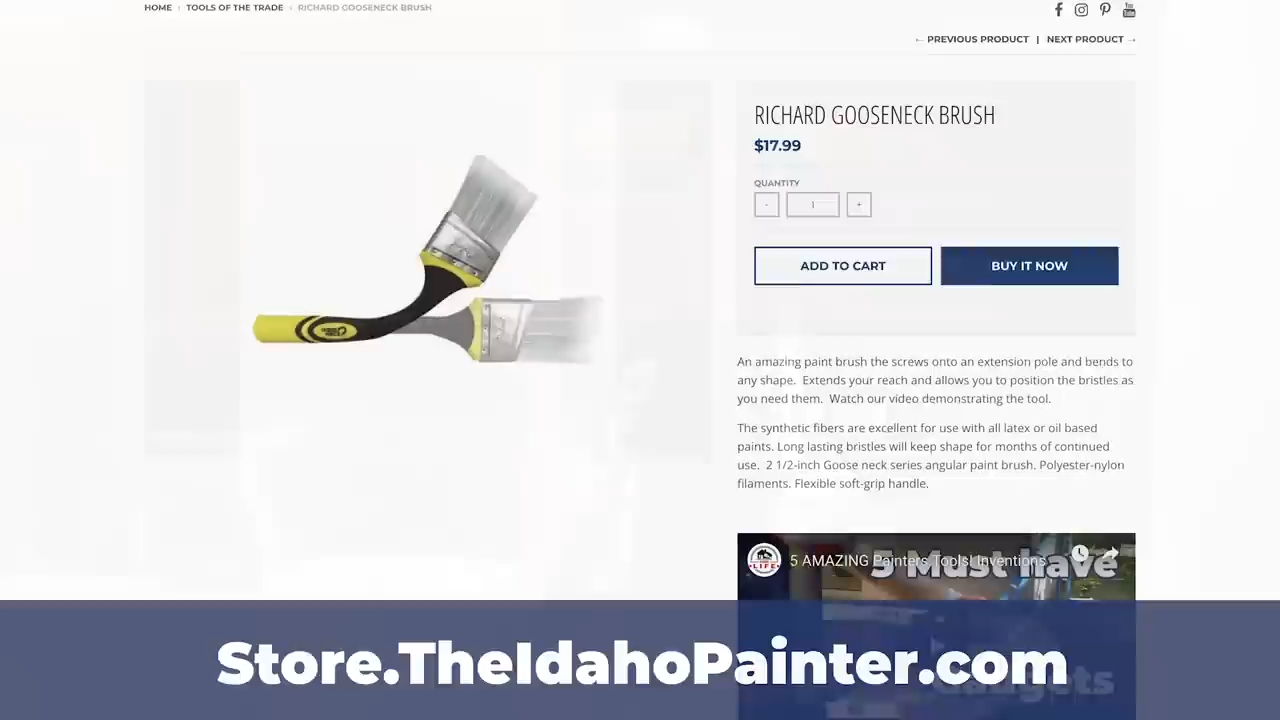 HOME › TOOLS OF THE TRADE › RICHARD GOOSENECK BRUSH
← PREVIOUS PRODUCT | NEXT PRODUCT →
RICHARD GOOSENECK BRUSH
$17.99
QUANTITY
- 1 +
ADD TO CART BUY IT NOW
An amazing paint brush the screws onto an extension pole and bends to
any shape. Extends your reach and allows you to position the bristles as
you need them. Watch our video demonstrating the tool.
The synthetic fibers are excellent for use with all latex or oil based
paints. Long lasting bristles will keep shape for months of continued
use. 2 1/2-inch Goose neck series angular paint brush. Polyester-nylon
filaments. Flexible soft-grip handle.
LIFE
5 AMAZING Painters Tools! Inventions
5 Must have
Gadgets
Store.TheIdahoPainter.com